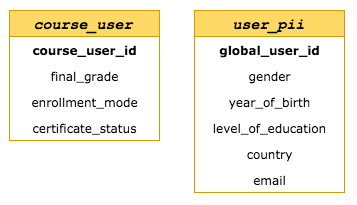 course_user
course_user_id
final_grade
enrollment_mode
certificate_status
user_pii
global_user_id
gender
year_of_birth
level_of_education
country
email